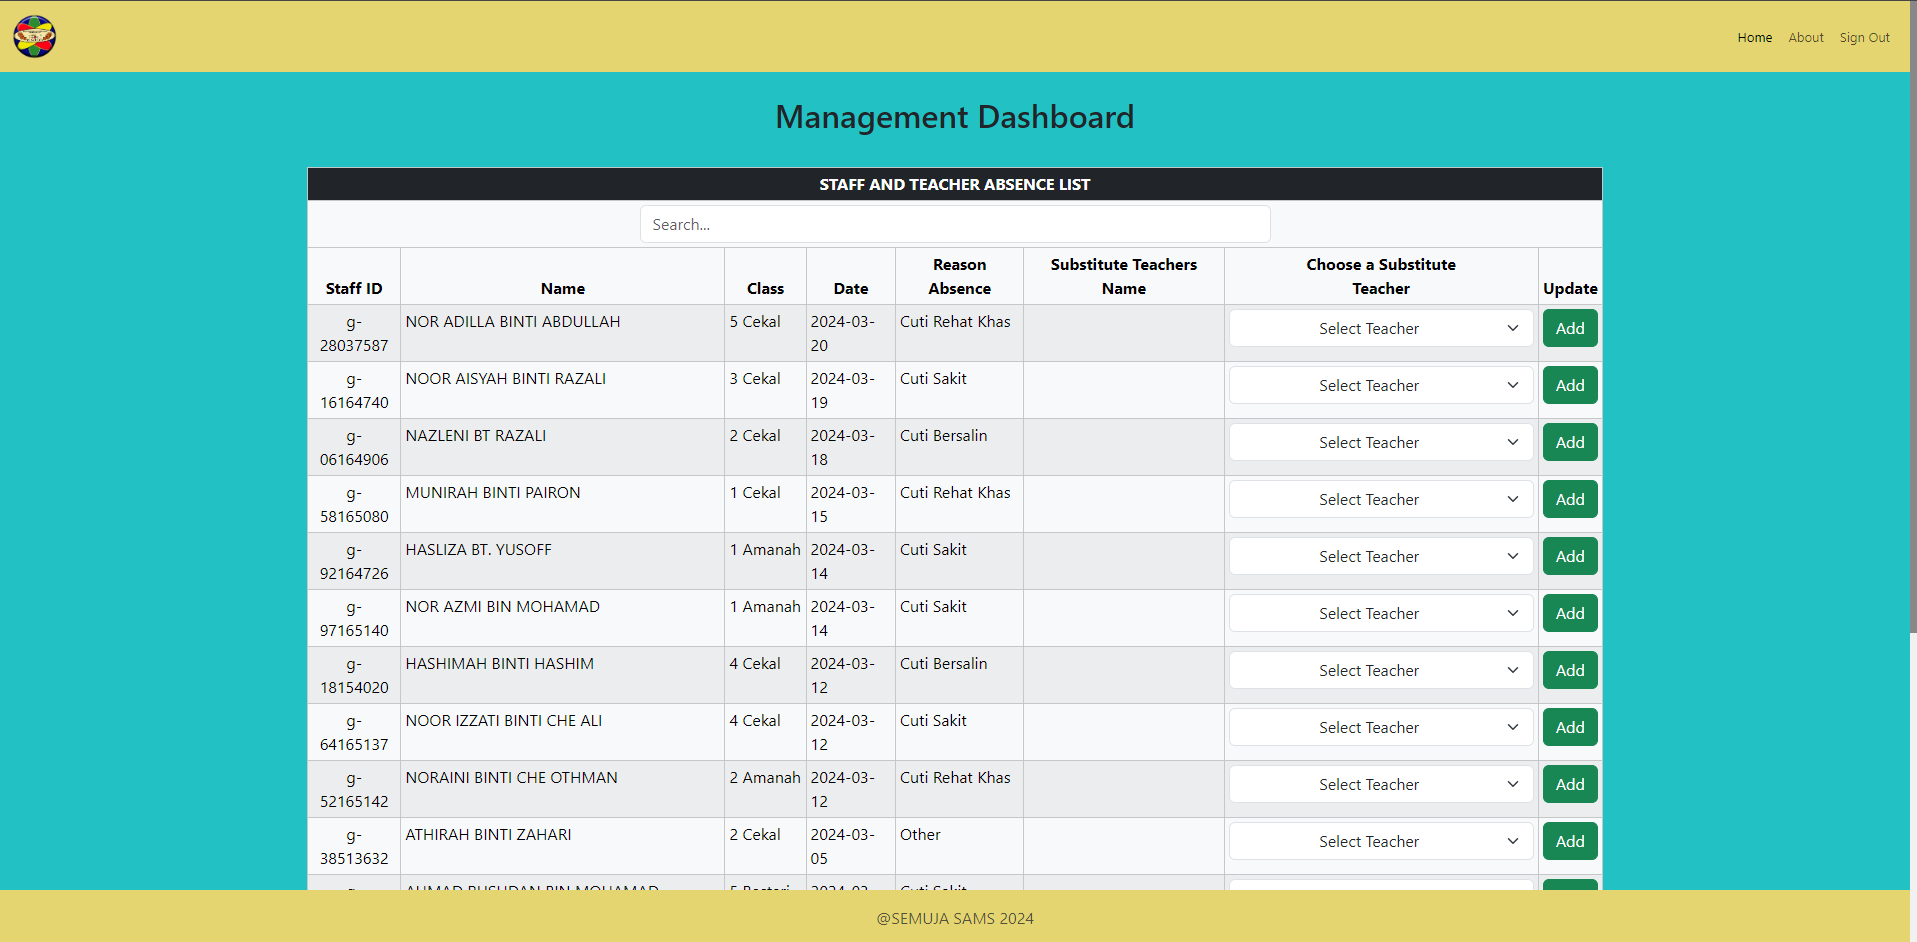 Home About Sign Out
Management Dashboard
STAFF AND TEACHER ABSENCE LIST
Search...
Staff ID Name Class Date Reason Absence Substitute Teachers Name Choose a Substitute Teacher Update
g-28037587 NOR ADILLA BINTI ABDULLAH 5 Cekal 2024-03-20 Cuti Rehat Khas Select Teacher Add
g-16164740 NOOR AISYAH BINTI RAZALI 3 Cekal 2024-03-19 Cuti Sakit Select Teacher Add
g-06164906 NAZLENI BT RAZALI 2 Cekal 2024-03-18 Cuti Bersalin Select Teacher Add
g-58165080 MUNIRAH BINTI PAIRON 1 Cekal 2024-03-15 Cuti Rehat Khas Select Teacher Add
g-92164726 HASLIZA BT. YUSOFF 1 Amanah 2024-03-14 Cuti Sakit Select Teacher Add
g-97165140 NOR AZMI BIN MOHAMAD 1 Amanah 2024-03-14 Cuti Sakit Select Teacher Add
g-18154020 HASHIMAH BINTI HASHIM 4 Cekal 2024-03-12 Cuti Bersalin Select Teacher Add
g-64165137 NOOR IZZATI BINTI CHE ALI 4 Cekal 2024-03-12 Cuti Sakit Select Teacher Add
g-52165142 NORAINI BINTI CHE OTHMAN 2 Amanah 2024-03-12 Cuti Rehat Khas Select Teacher Add
g-38513632 ATHIRAH BINTI ZAHARI 2 Cekal 2024-03-05 Other Select Teacher Add
@SEMUJA SAMS 2024